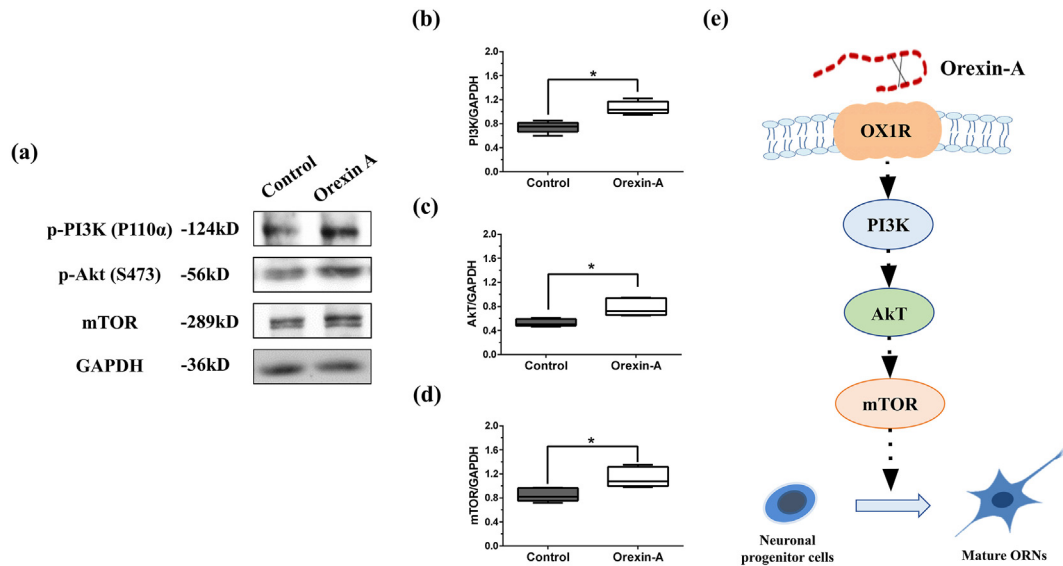 (a)
Control
Orexin A
p-PI3K (P110α) -124kD
p-Akt (S473) -56kD
mTOR -289kD
GAPDH -36kD
(b)
PI3K/GAPDH
2.0
1.6
1.2
0.8
0.4
0.0
*
Control Orexin-A
(c)
AkT/GAPDH
2.0
1.6
1.2
0.8
0.4
0.0
*
Control Orexin-A
(d)
mTOR/GAPDH
2.0
1.6
1.2
0.8
0.4
0.0
*
Control Orexin-A
(e)
Orexin-A
OX1R
PI3K
AkT
mTOR
Neuronal
progenitor cells
Mature ORNs